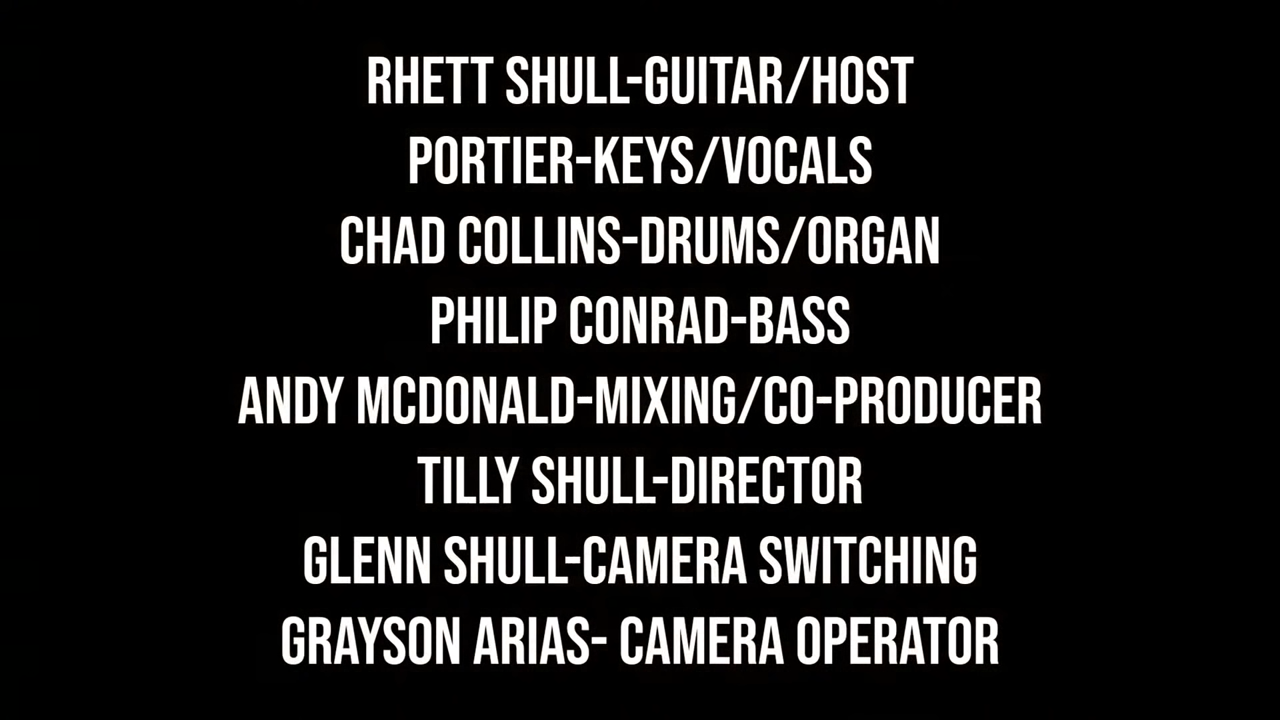 RHETT SHULL-GUITAR/HOST
PORTIER-KEYS/VOCALS
CHAD COLLINS-DRUMS/ORGAN
PHILIP CONRAD-BASS
ANDY MCDONALD-MIXING/CO-PRODUCER
TILLY SHULL-DIRECTOR
GLENN SHULL-CAMERA SWITCHING
GRAYSON ARIAS- CAMERA OPERATOR